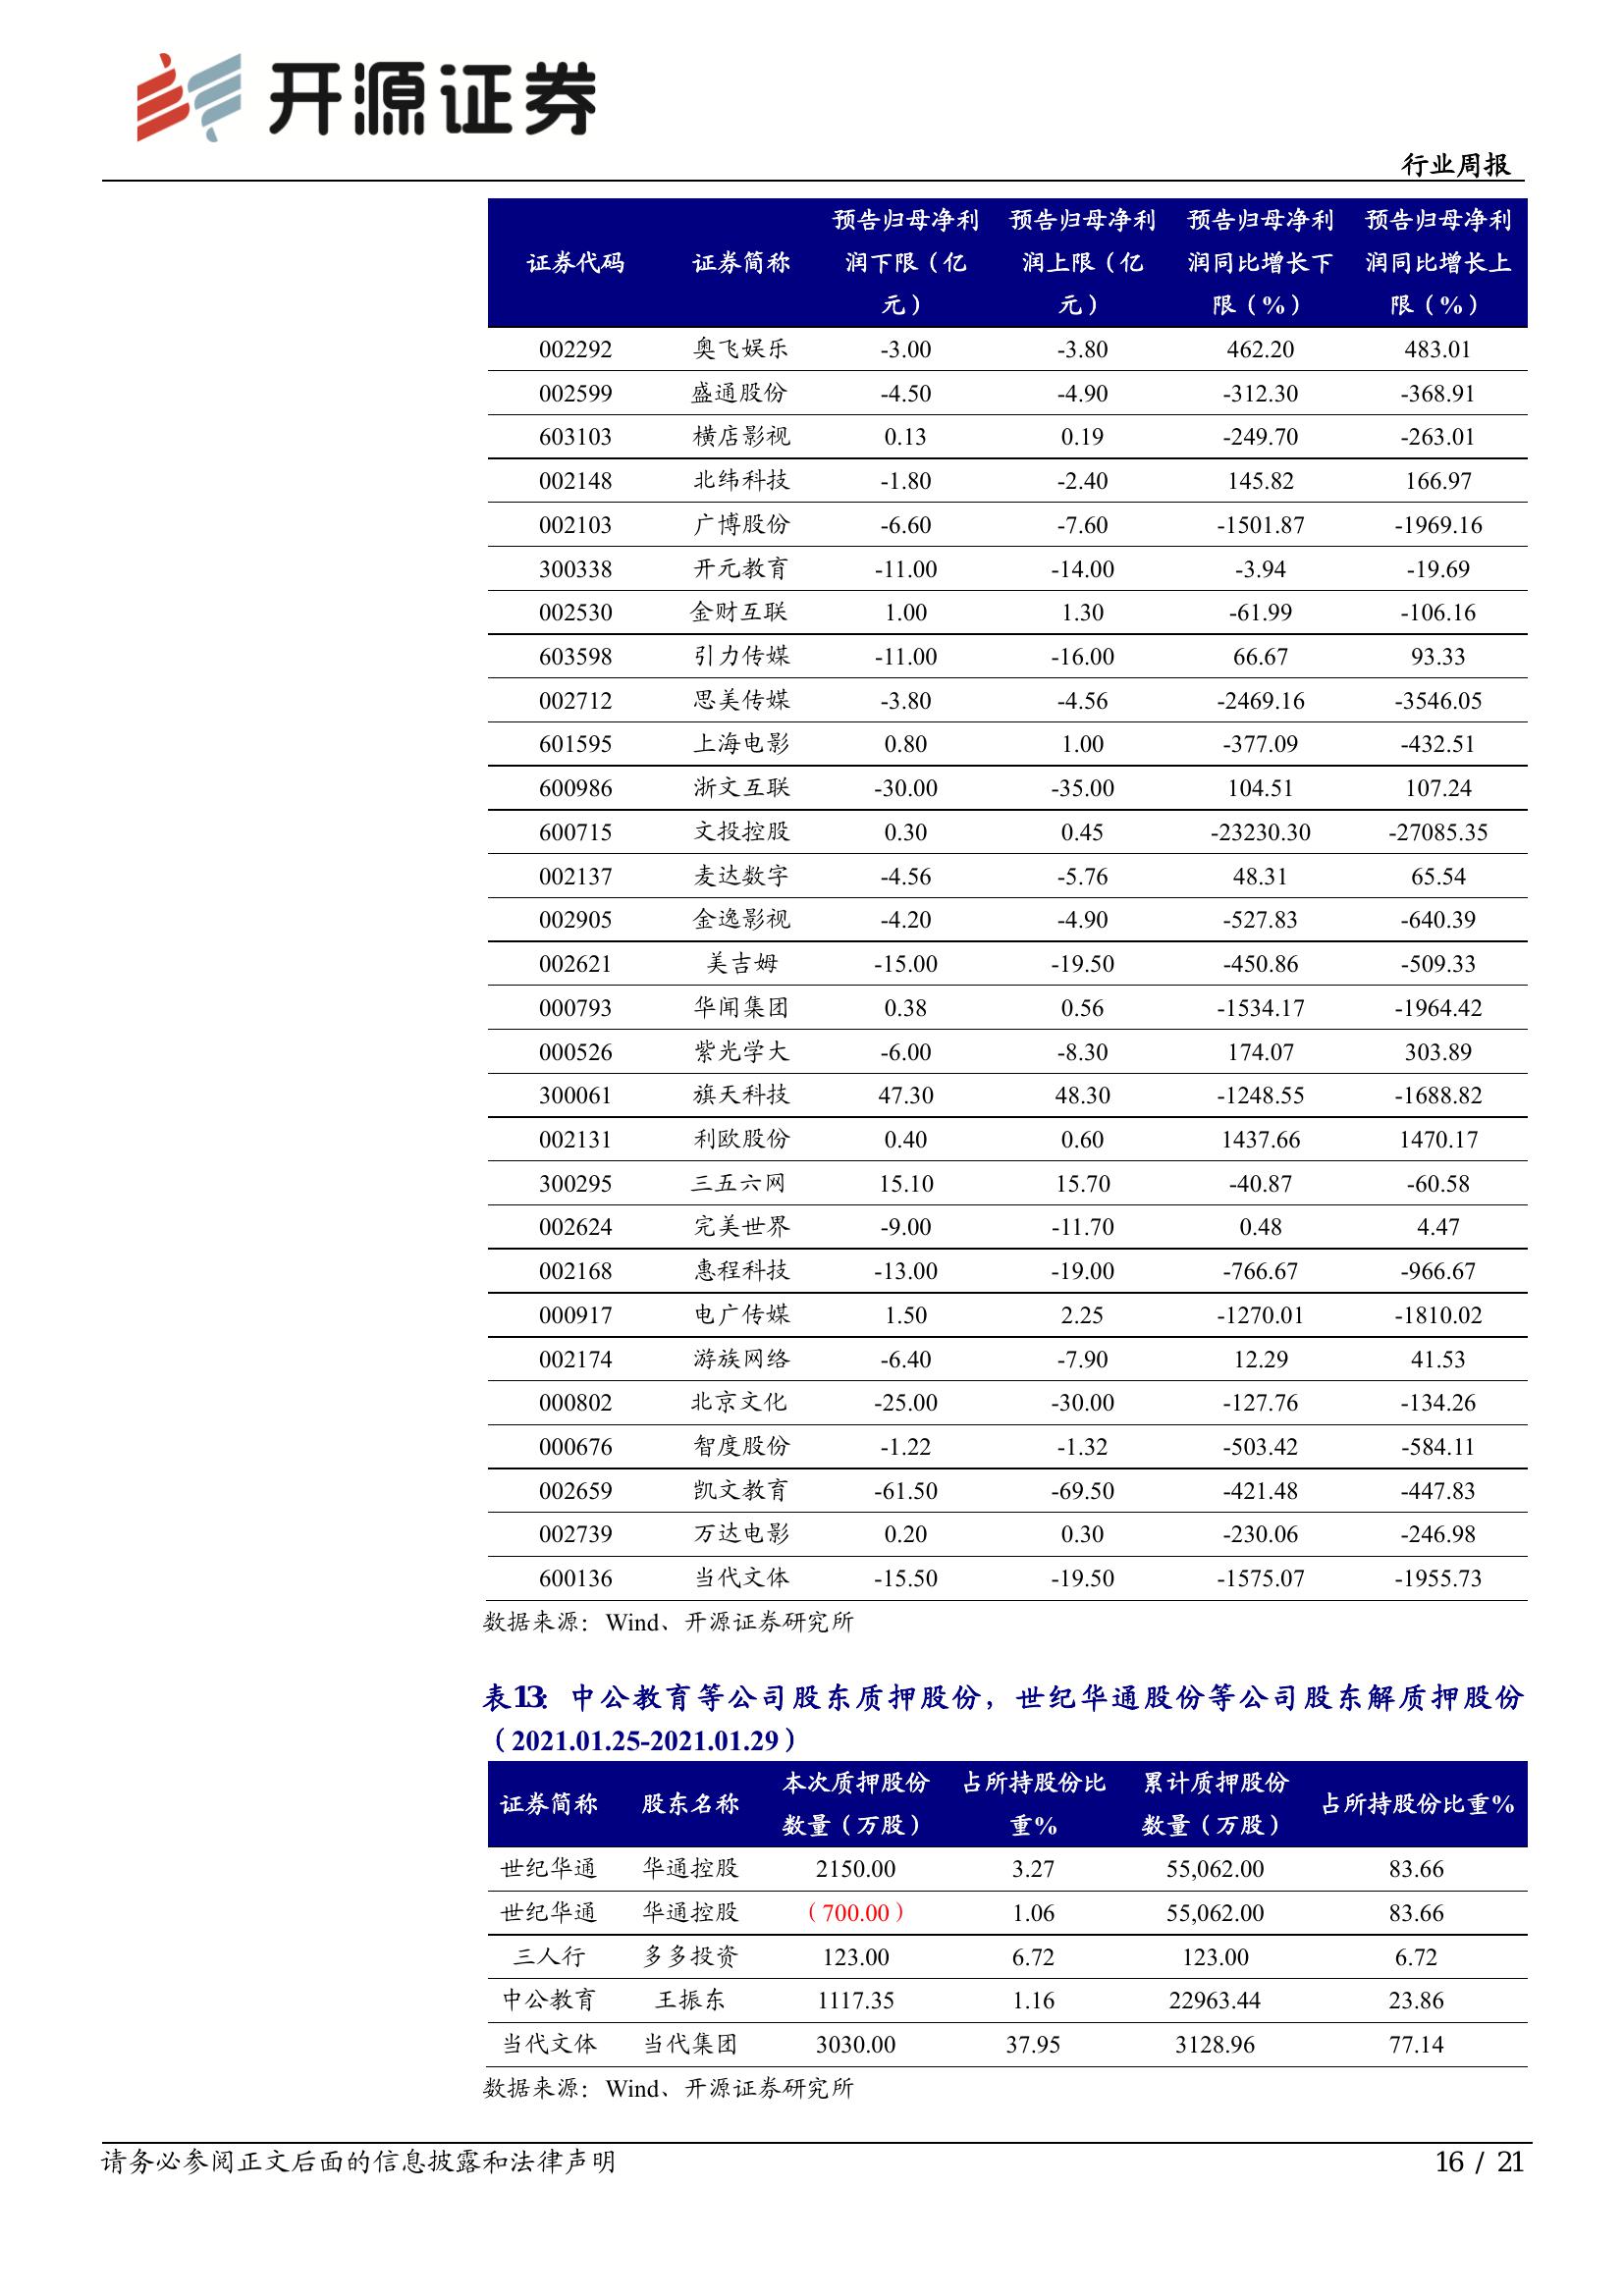 开源证券
行业周报
证券代码 证券简称 预告归母净利润下限（亿元） 预告归母净利润上限（亿元） 预告归母净利润同比增长下限（%） 预告归母净利润同比增长上限（%）
002292 奥飞娱乐 -3.00 -3.80 462.20 483.01
002599 盛通股份 -4.50 -4.90 -312.30 -368.91
603103 横店影视 0.13 0.19 -249.70 -263.01
002148 北纬科技 -1.80 -2.40 145.82 166.97
002103 广博股份 -6.60 -7.60 -1501.87 -1969.16
300338 开元教育 -11.00 -14.00 -3.94 -19.69
002530 金财互联 1.00 1.30 -61.99 -106.16
603598 引力传媒 -11.00 -16.00 66.67 93.33
002712 思美传媒 -3.80 -4.56 -2469.16 -3546.05
601595 上海电影 0.80 1.00 -377.09 -432.51
600986 浙文互联 -30.00 -35.00 104.51 107.24
600715 文投控股 0.30 0.45 -23230.30 -27085.35
002137 麦达数字 -4.56 -5.76 48.31 65.54
002905 金逸影视 -4.20 -4.90 -527.83 -640.39
002621 美吉姆 -15.00 -19.50 -450.86 -509.33
000793 华闻集团 0.38 0.56 -1534.17 -1964.42
000526 紫光学大 -6.00 -8.30 174.07 303.89
300061 旗天科技 47.30 48.30 -1248.55 -1688.82
002131 利欧股份 0.40 0.60 1437.66 1470.17
300295 三五六网 15.10 15.70 -40.87 -60.58
002624 完美世界 -9.00 -11.70 0.48 4.47
002168 惠程科技 -13.00 -19.00 -766.67 -966.67
000917 电广传媒 1.50 2.25 -1270.01 -1810.02
002174 游族网络 -6.40 -7.90 12.29 41.53
000802 北京文化 -25.00 -30.00 -127.76 -134.26
000676 智度股份 -1.22 -1.32 -503.42 -584.11
002659 凯文教育 -61.50 -69.50 -421.48 -447.83
002739 万达电影 0.20 0.30 -230.06 -246.98
600136 当代文体 -15.50 -19.50 -1575.07 -1955.73
数据来源：Wind、开源证券研究所
表13：中公教育等公司股东质押股份，世纪华通股份等公司股东解质押股份
（2021.01.25-2021.01.29）
证券简称 股东名称 本次质押股份数量（万股） 占所持股份比重% 累计质押股份数量（万股） 占所持股份比重%
世纪华通 华通控股 2150.00 3.27 55,062.00 83.66
世纪华通 华通控股 （700.00） 1.06 55,062.00 83.66
三人行 多多投资 123.00 6.72 123.00 6.72
中公教育 王振东 1117.35 1.16 22963.44 23.86
当代文体 当代集团 3030.00 37.95 3128.96 77.14
数据来源：Wind、开源证券研究所
请务必参阅正文后面的信息披露和法律声明
16 / 21